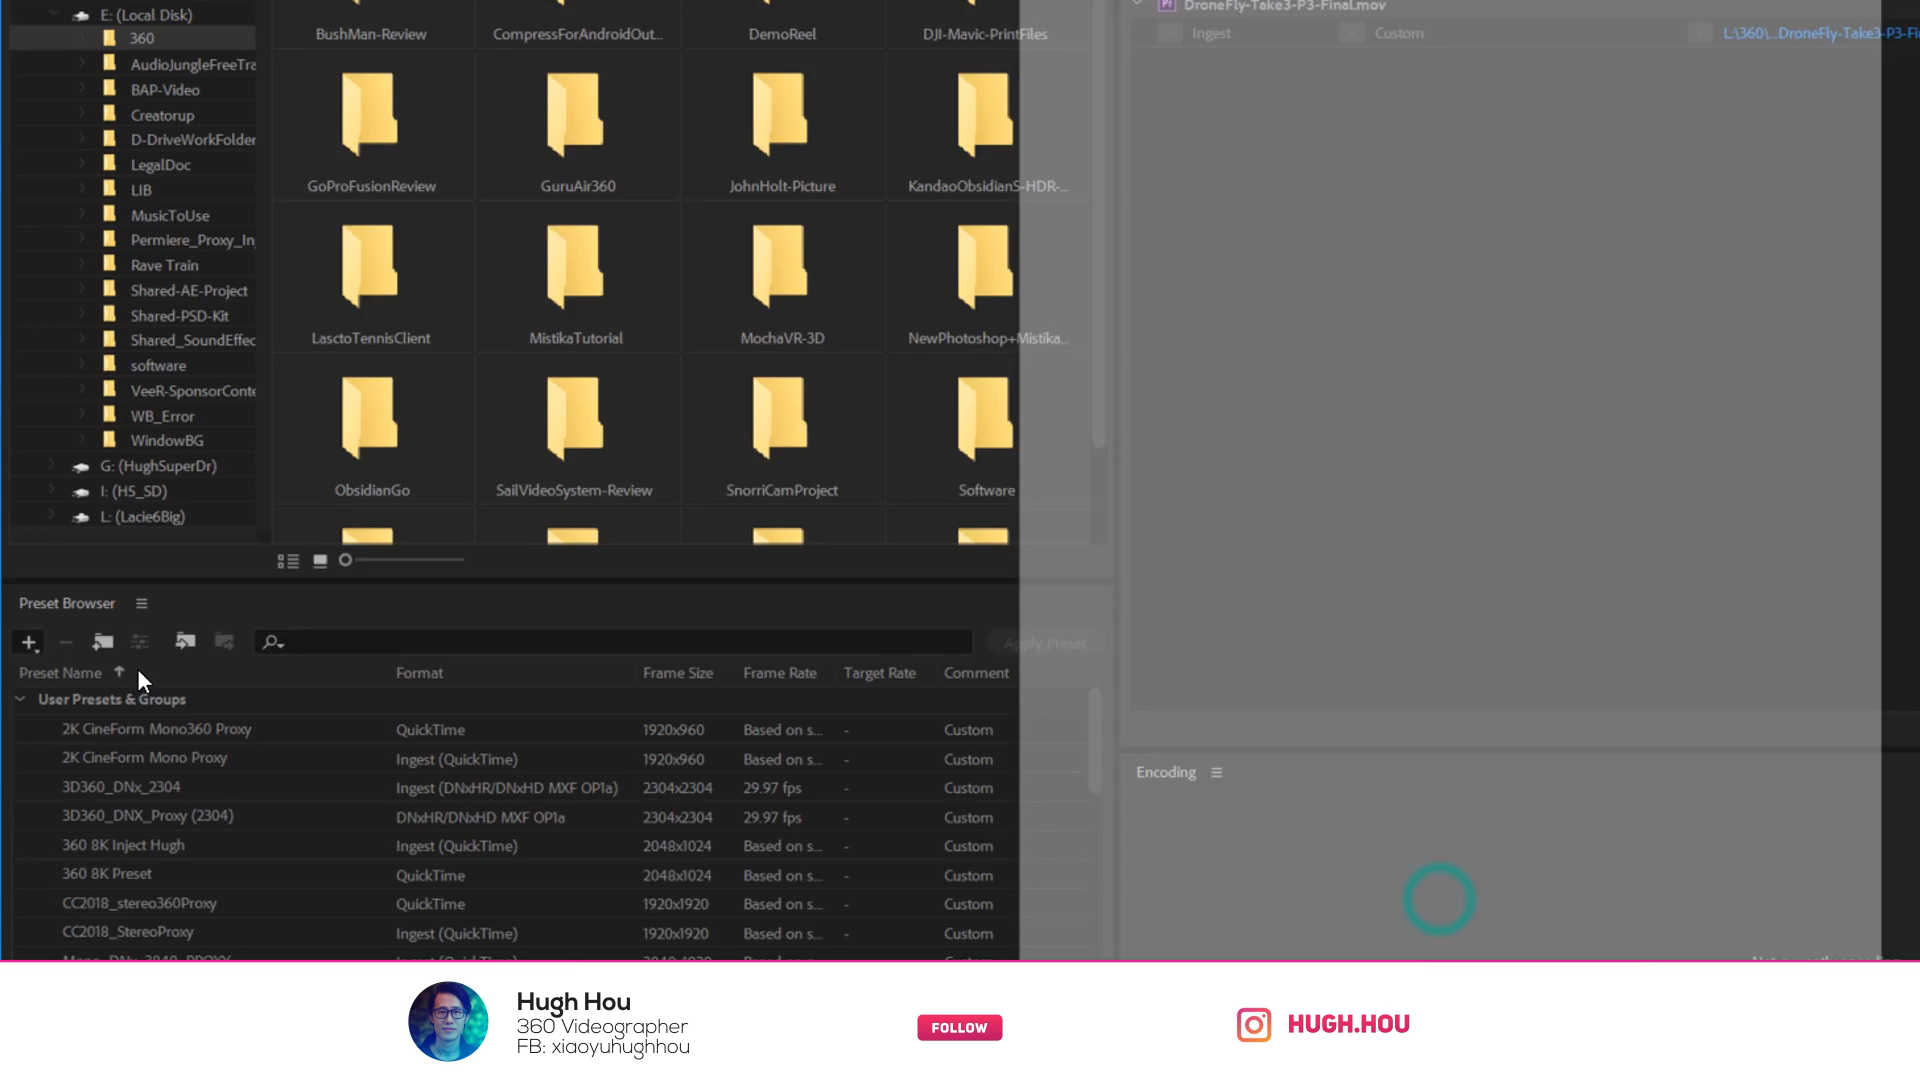 E: (Local Disk)
360
AudioJungleFreeTra
BAP-Video
Creatorup
D-DriveWorkFolder
LegalDoc
LIB
MusicToUse
Permiere_Proxy_Inj
Rave Train
Shared-AE-Project
Shared-PSD-Kit
Shared_SoundEffec
software
VeeR-SponsorConte
WB_Error
WindowBG
G: (HughSuperDr)
I: (H5_SD)
L: (Lacie6Big)
BushMan-Review
CompressForAndroidOut...
DemoReel
DJI-Mavic-PrintFiles
GoProFusionReview
GuruAir360
JohnHolt-Picture
KandaoObsidianS-HDR-...
LasctoTennisClient
MistikaTutorial
MochaVR-3D
NewPhotoshop+Mistika...
ObsidianGo
SailVideoSystem-Review
SnorriCamProject
Software
Pr DroneFly-Take3-P3-Final.mov
Ingest Custom L:\360\...DroneFly-Take3-P3-Fi
Preset Browser
Apply Preset
Preset Name Format Frame Size Frame Rate Target Rate Comment
User Presets & Groups
2K CineForm Mono360 Proxy QuickTime 1920x960 Based on s... - Custom
2K CineForm Mono Proxy Ingest (QuickTime) 1920x960 Based on s... - Custom
3D360_DNx_2304 Ingest (DNxHR/DNxHD MXF OP1a) 2304x2304 29.97 fps - Custom
3D360_DNX_Proxy (2304) DNxHR/DNxHD MXF OP1a 2304x2304 29.97 fps - Custom
360 8K Inject Hugh Ingest (QuickTime) 2048x1024 Based on s... - Custom
360 8K Preset QuickTime 2048x1024 Based on s... - Custom
CC2018_stereo360Proxy QuickTime 1920x1920 Based on s... - Custom
CC2018_StereoProxy Ingest (QuickTime) 1920x1920 Based on s... - Custom
Encoding
Hugh Hou
360 Videographer
FB: xiaoyuhughhou
FOLLOW
HUGH.HOU